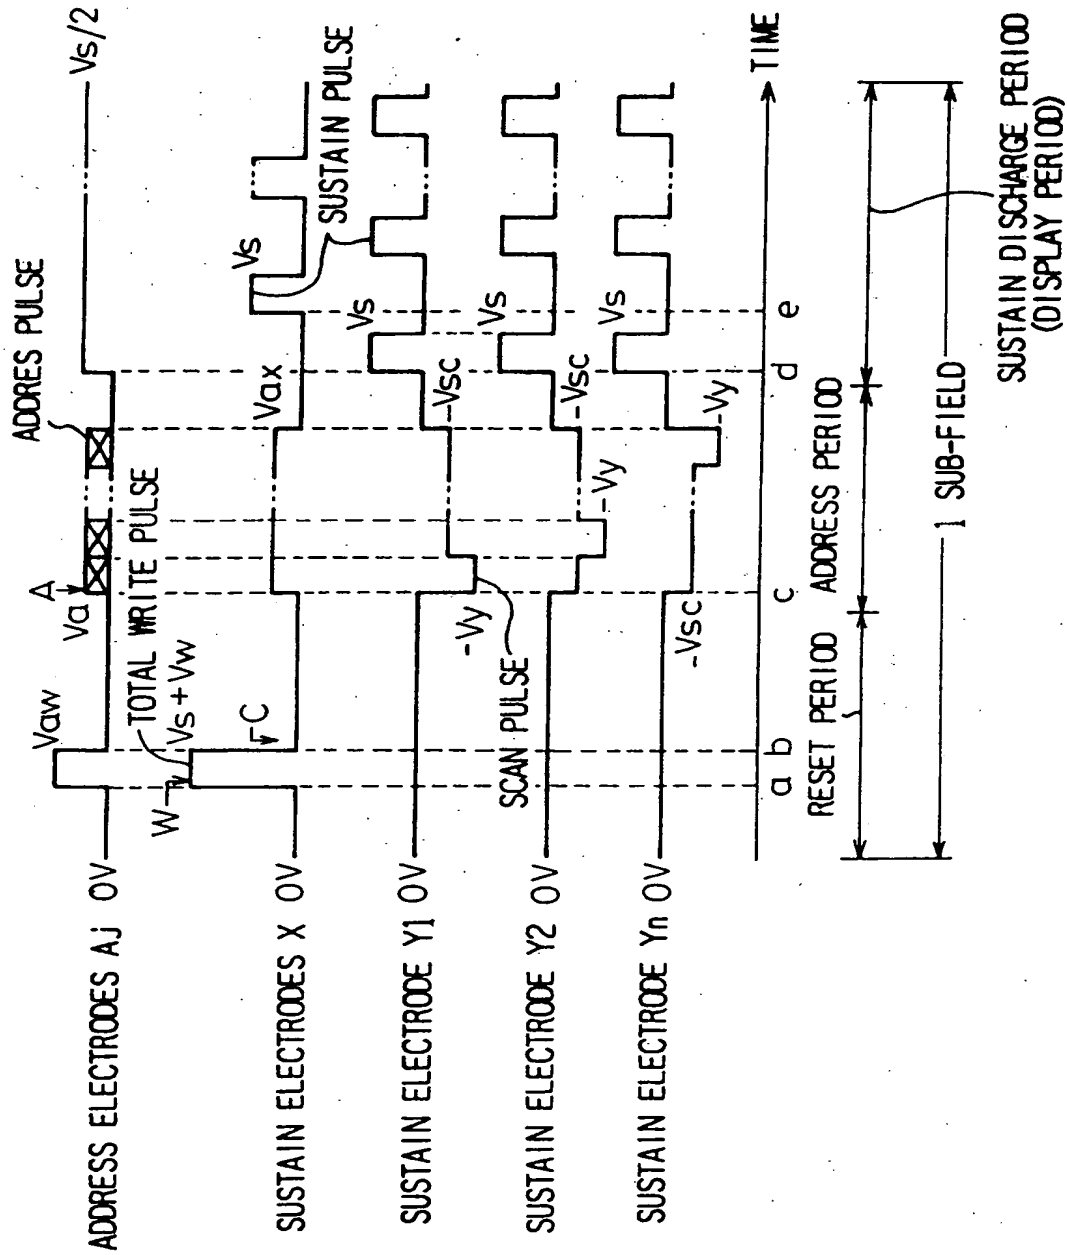 ADDRESS ELECTRODES Aj 0V
Vaw
Va
A
ADDRES PULSE
Vs/2
W
TOTAL WRITE PULSE
Vs+Vw
C
SUSTAIN ELECTRODES X 0V
Vax
Vs
SUSTAIN PULSE
SUSTAIN ELECTRODE Y1 0V
-Vy
SCAN PULSE
-Vsc
Vs
SUSTAIN ELECTRODE Y2 0V
-Vy
-Vsc
Vs
SUSTAIN ELECTRODE Yn 0V
-Vsc
-Vy
Vs
a b c d e
TIME
RESET PERIOD
ADDRESS PERIOD
SUSTAIN DISCHARGE PERIOD
(DISPLAY PERIOD)
1 SUB-FIELD